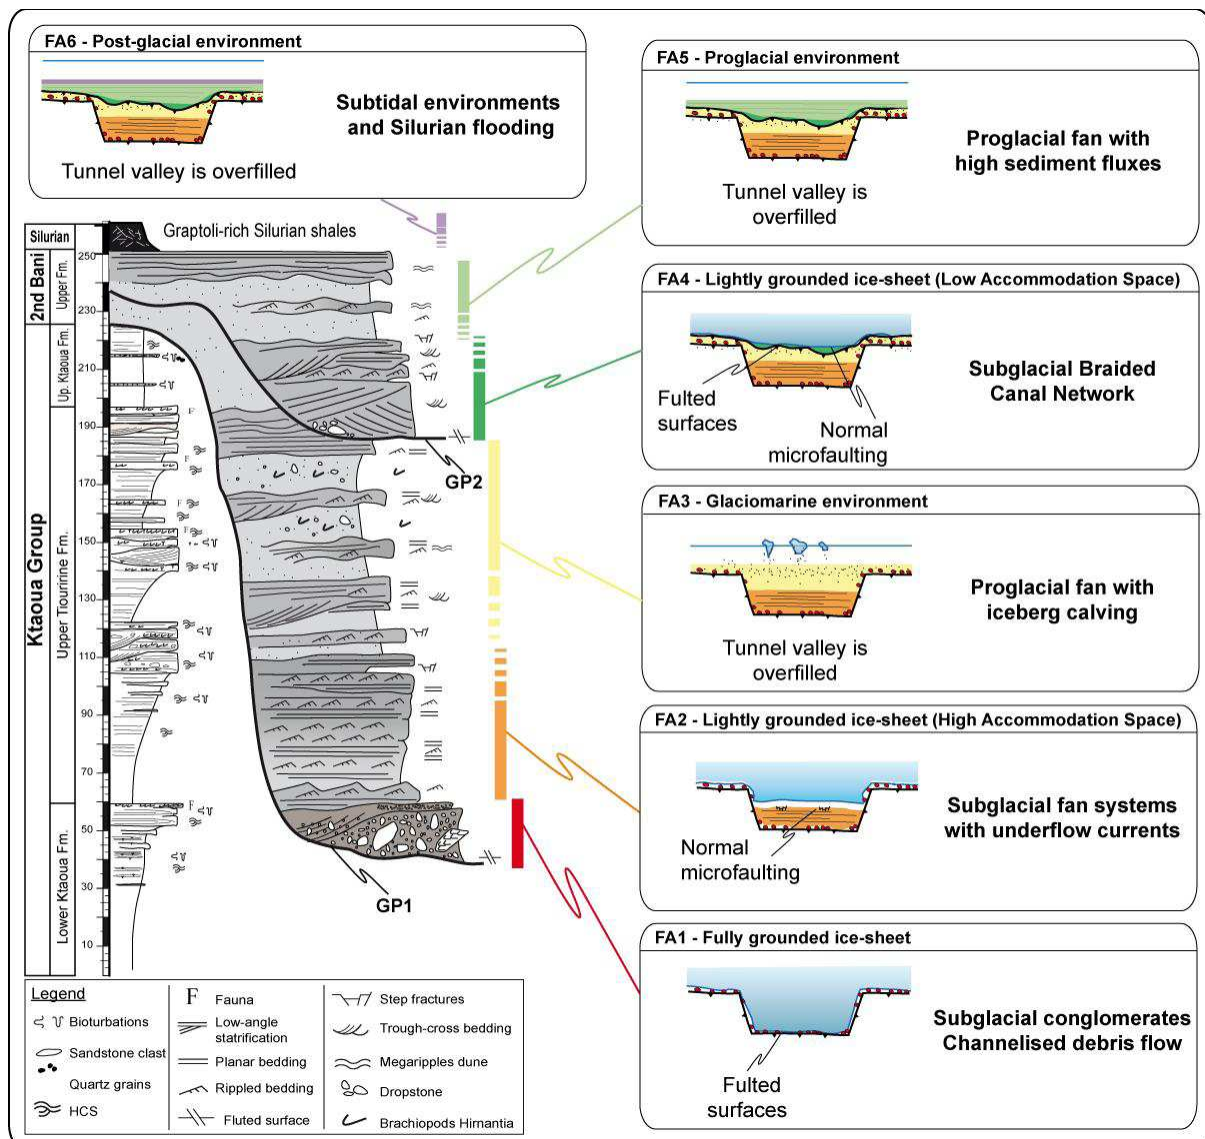 FA6 - Post-glacial environment
Subtidal environments
and Silurian flooding
Tunnel valley is overfilled
FA5 - Proglacial environment
Proglacial fan with
high sediment fluxes
Tunnel valley is
overfilled
FA4 - Lightly grounded ice-sheet (Low Accommodation Space)
Subglacial Braided
Canal Network
Fulted
surfaces
Normal
microfaulting
FA3 - Glaciomarine environment
Proglacial fan with
iceberg calving
Tunnel valley is
overfilled
FA2 - Lightly grounded ice-sheet (High Accommodation Space)
Subglacial fan systems
with underflow currents
Normal
microfaulting
FA1 - Fully grounded ice-sheet
Subglacial conglomerates
Channelised debris flow
Fulted
surfaces
Silurian
Graptoli-rich Silurian shales
2nd Bani
Upper Fm.
Ktaoua Group
Up. Ktaoua Fm.
Upper Tiouririne Fm.
Lower Ktaoua Fm.
250
230
210
190
170
150
130
110
90
70
50
30
10
F
F
F
F
F
GP2
GP1
Legend
Bioturbations
Sandstone clast
Quartz grains
HCS
F Fauna
Low-angle
statrification
Planar bedding
Rippled bedding
Fluted surface
Step fractures
Trough-cross bedding
Megaripples dune
Dropstone
Brachiopods Hirnantia